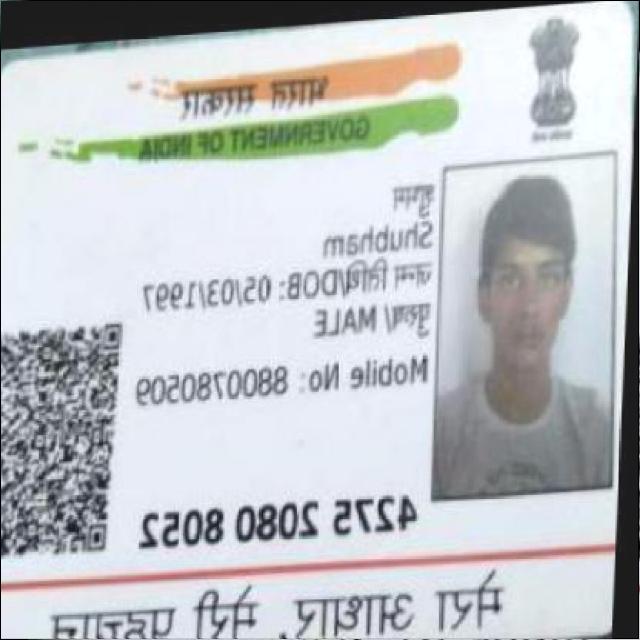 भारत सरकार
GOVERNMENT OF INDIA
शुभम
Shubham
जन्म तिथि/DOB: 05/03/1997
पुरुष/ MALE
Mobile No: 8800780509
4275 2080 8052
मेरा आधार, मेरी पहचान